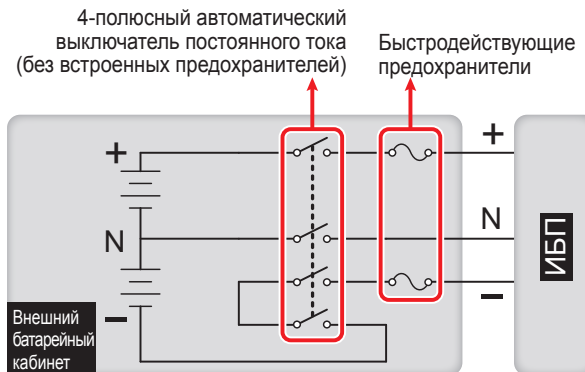 4-полюсный автоматический
выключатель постоянного тока
(без встроенных предохранителей)
Быстродействующие
предохранители
+
+
N
N
−
−
ИБП
Внешний
батарейный
кабинет